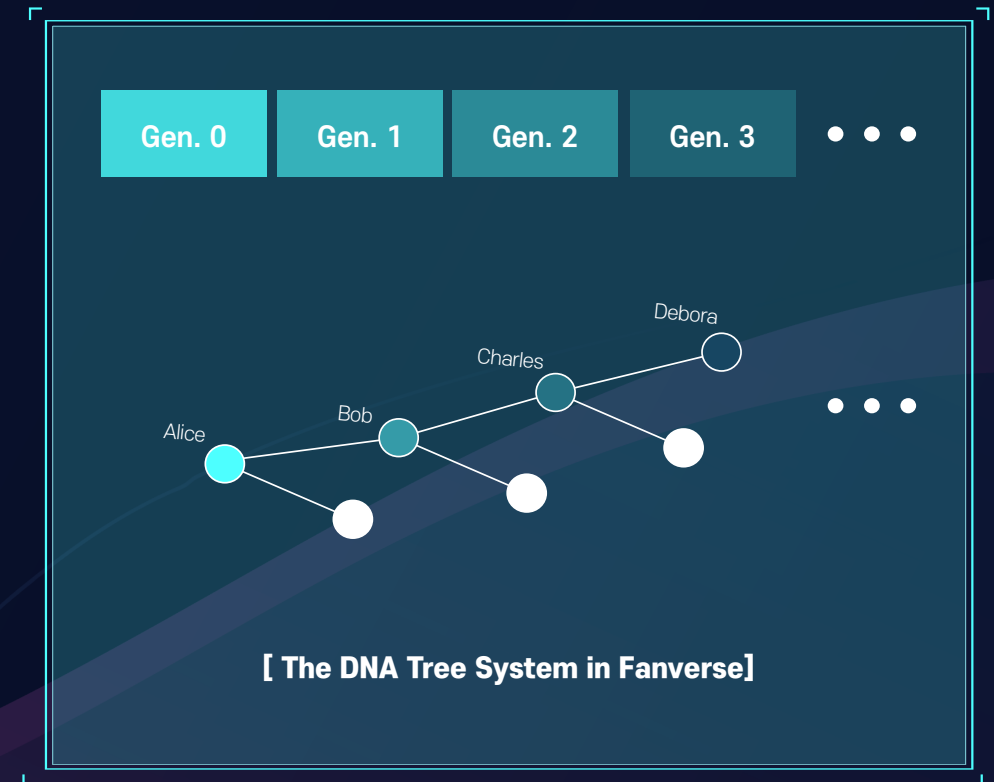 Gen. 0 Gen. 1 Gen. 2 Gen. 3
Debora
Charles
Bob
Alice
[ The DNA Tree System in Fanverse]